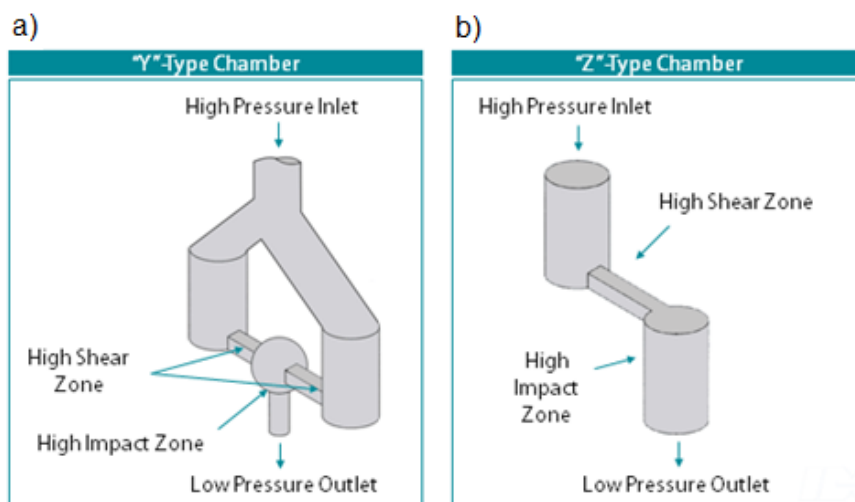 a)
"Y"-Type Chamber
High Pressure Inlet
High Shear
Zone
High Impact Zone
Low Pressure Outlet
b)
"Z"-Type Chamber
High Pressure Inlet
High Shear Zone
High
Impact
Zone
Low Pressure Outlet